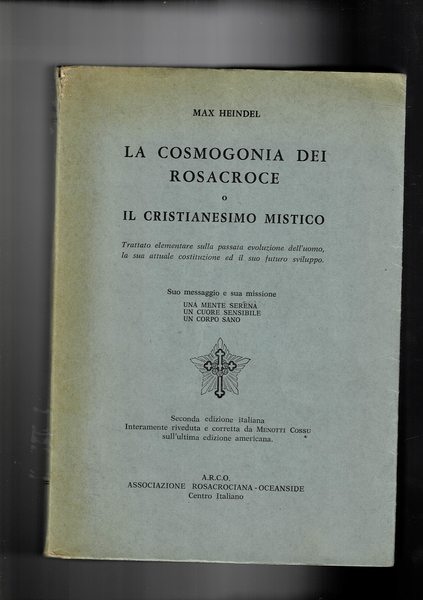 MAX HEINDEL
LA COSMOGONIA DEI
ROSACROCE
o
IL CRISTIANESIMO MISTICO
Trattato elementare sulla passata evoluzione dell'uomo,
la sua attuale costituzione ed il suo futuro sviluppo.
Suo messaggio e sua missione
UNA MENTE SERENA
UN CUORE SENSIBILE
UN CORPO SANO
Seconda edizione italiana
Interamente riveduta e corretta da MENOTTI COSSU
sull'ultima edizione americana.
A.R.C.O.
ASSOCIAZIONE ROSACROCIANA - OCEANSIDE
Centro Italiano